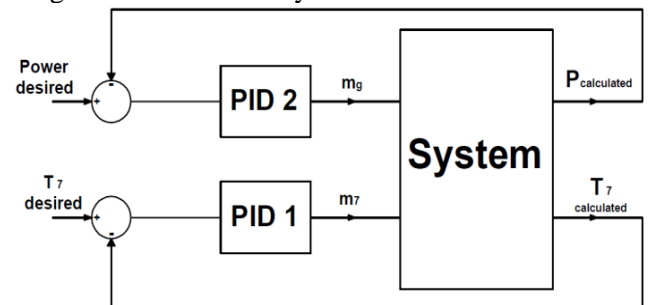 Power
desired
+
-
PID 2
mg
System
Pcalculated
T7
desired
+
-
PID 1
m7
T7
calculated